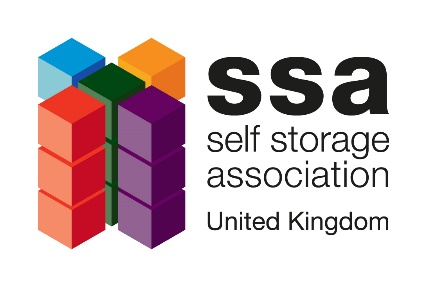 ssa
self storage
association
United Kingdom